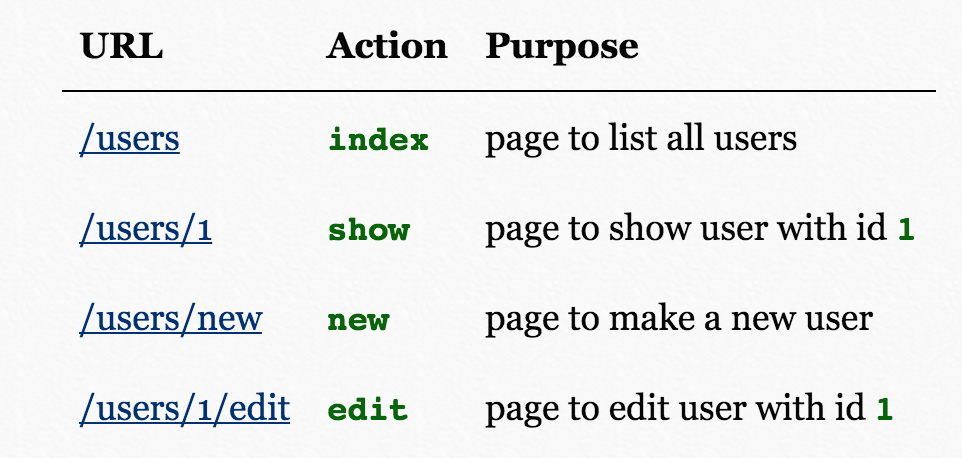 URL Action Purpose
/users index page to list all users
/users/1 show page to show user with id 1
/users/new new page to make a new user
/users/1/edit edit page to edit user with id 1